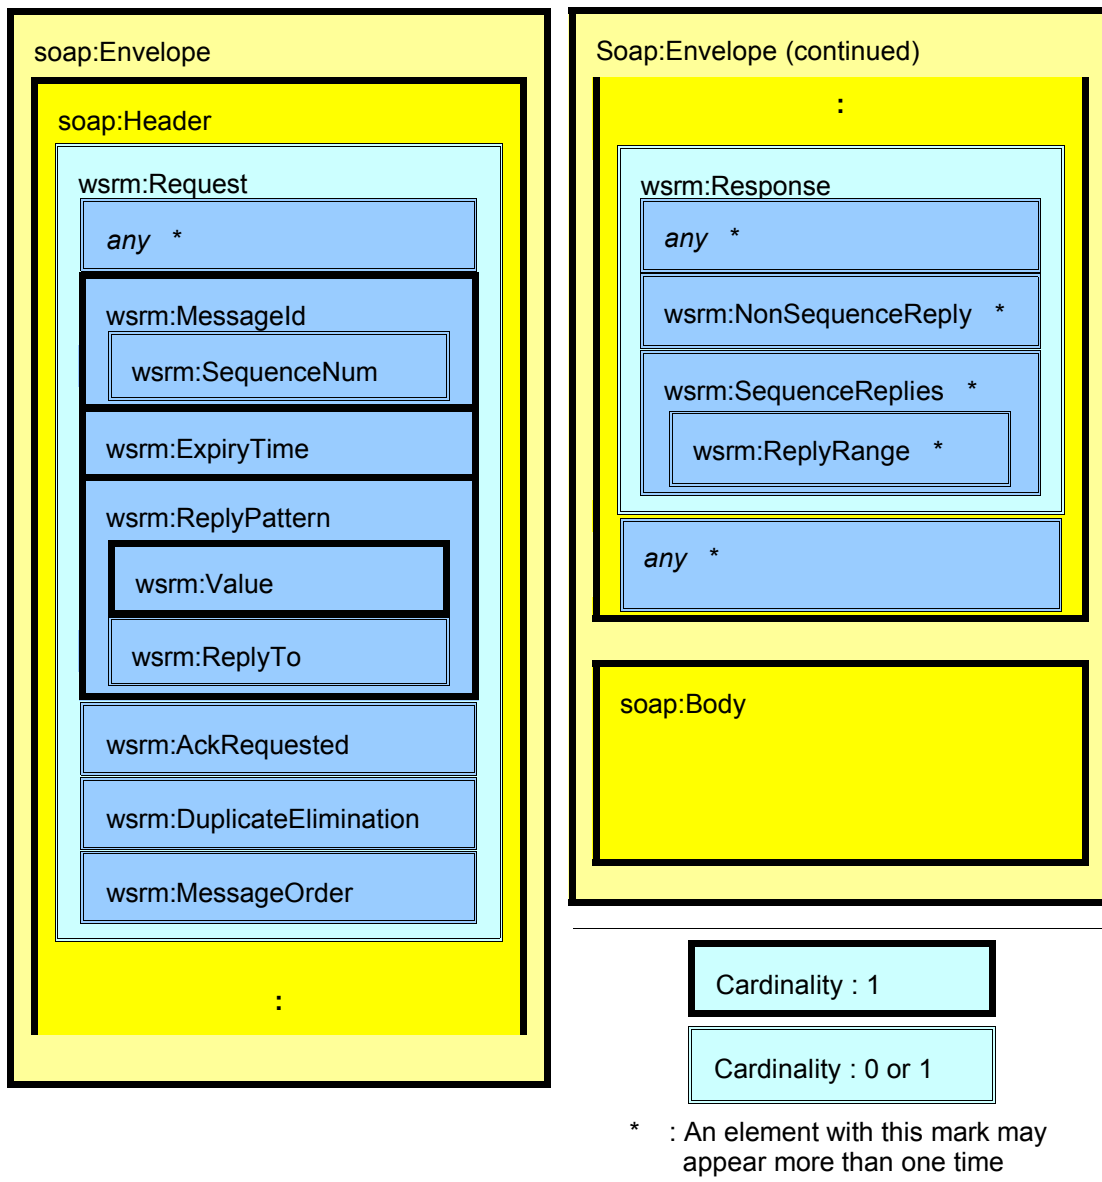 soap:Envelope
soap:Header
wsrm:Request
any *
wsrm:MessageId
wsrm:SequenceNum
wsrm:ExpiryTime
wsrm:ReplyPattern
wsrm:Value
wsrm:ReplyTo
wsrm:AckRequested
wsrm:DuplicateElimination
wsrm:MessageOrder
:
Soap:Envelope (continued)
:
wsrm:Response
any *
wsrm:NonSequenceReply *
wsrm:SequenceReplies *
wsrm:ReplyRange *
any *
soap:Body
Cardinality : 1
Cardinality : 0 or 1
* : An element with this mark may
appear more than one time